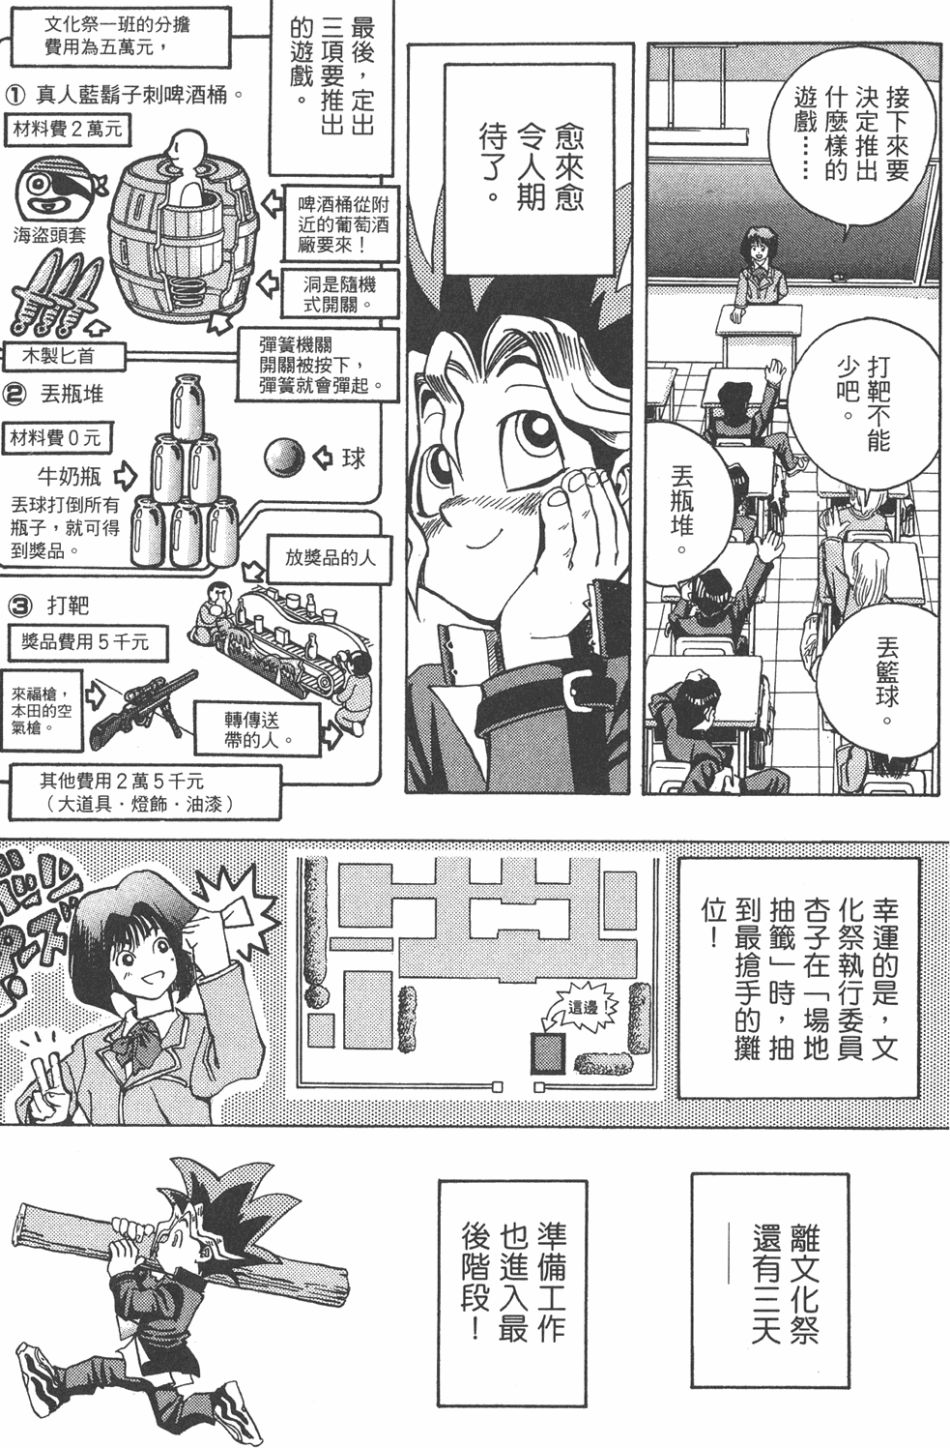 接下來要
決定推出
什麼樣的
遊戲……
打靶不能
少吧。
丟瓶堆。
丟籃球。
愈來愈
令人期
待了。
最後，定出
三項要推出
的遊戲。
文化祭一班的分擔
費用為五萬元，
① 真人藍鬍子刺啤酒桶。
材料費2萬元
海盜頭套
木製匕首
啤酒桶從附
近的葡萄酒
廠要來！
洞是隨機
式開關。
彈簧機關
開關被按下，
彈簧就會彈起。
② 丟瓶堆
材料費0元
牛奶瓶
球
丟球打倒所有
瓶子，就可得
到獎品。
③ 打靶
獎品費用5千元
放獎品的人
來福槍，
本田的空
氣槍。
轉傳送
帶的人。
其他費用2萬5千元
（大道具·燈飾·油漆）
幸運的是，文
化祭執行委員
杏子在「場地
抽籤」時，抽
到最搶手的攤
位！
這邊！
離文化祭
還有三天
——
準備工作
也進入最
後階段！